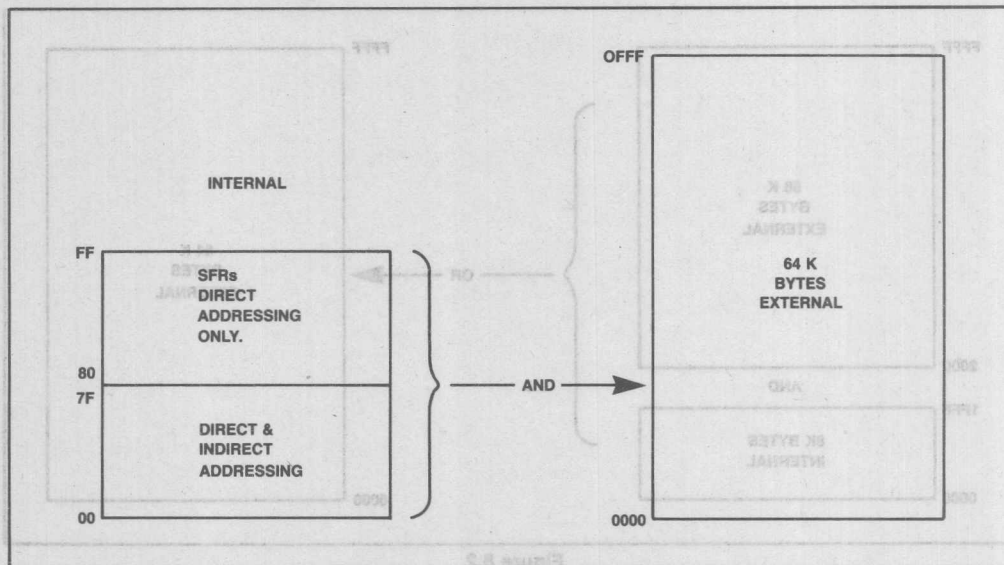 INTERNAL
FF
SFRs
DIRECT
ADDRESSING
ONLY.
80
7F
DIRECT &
INDIRECT
ADDRESSING
00
AND
OFFF
64 K
BYTES
EXTERNAL
0000